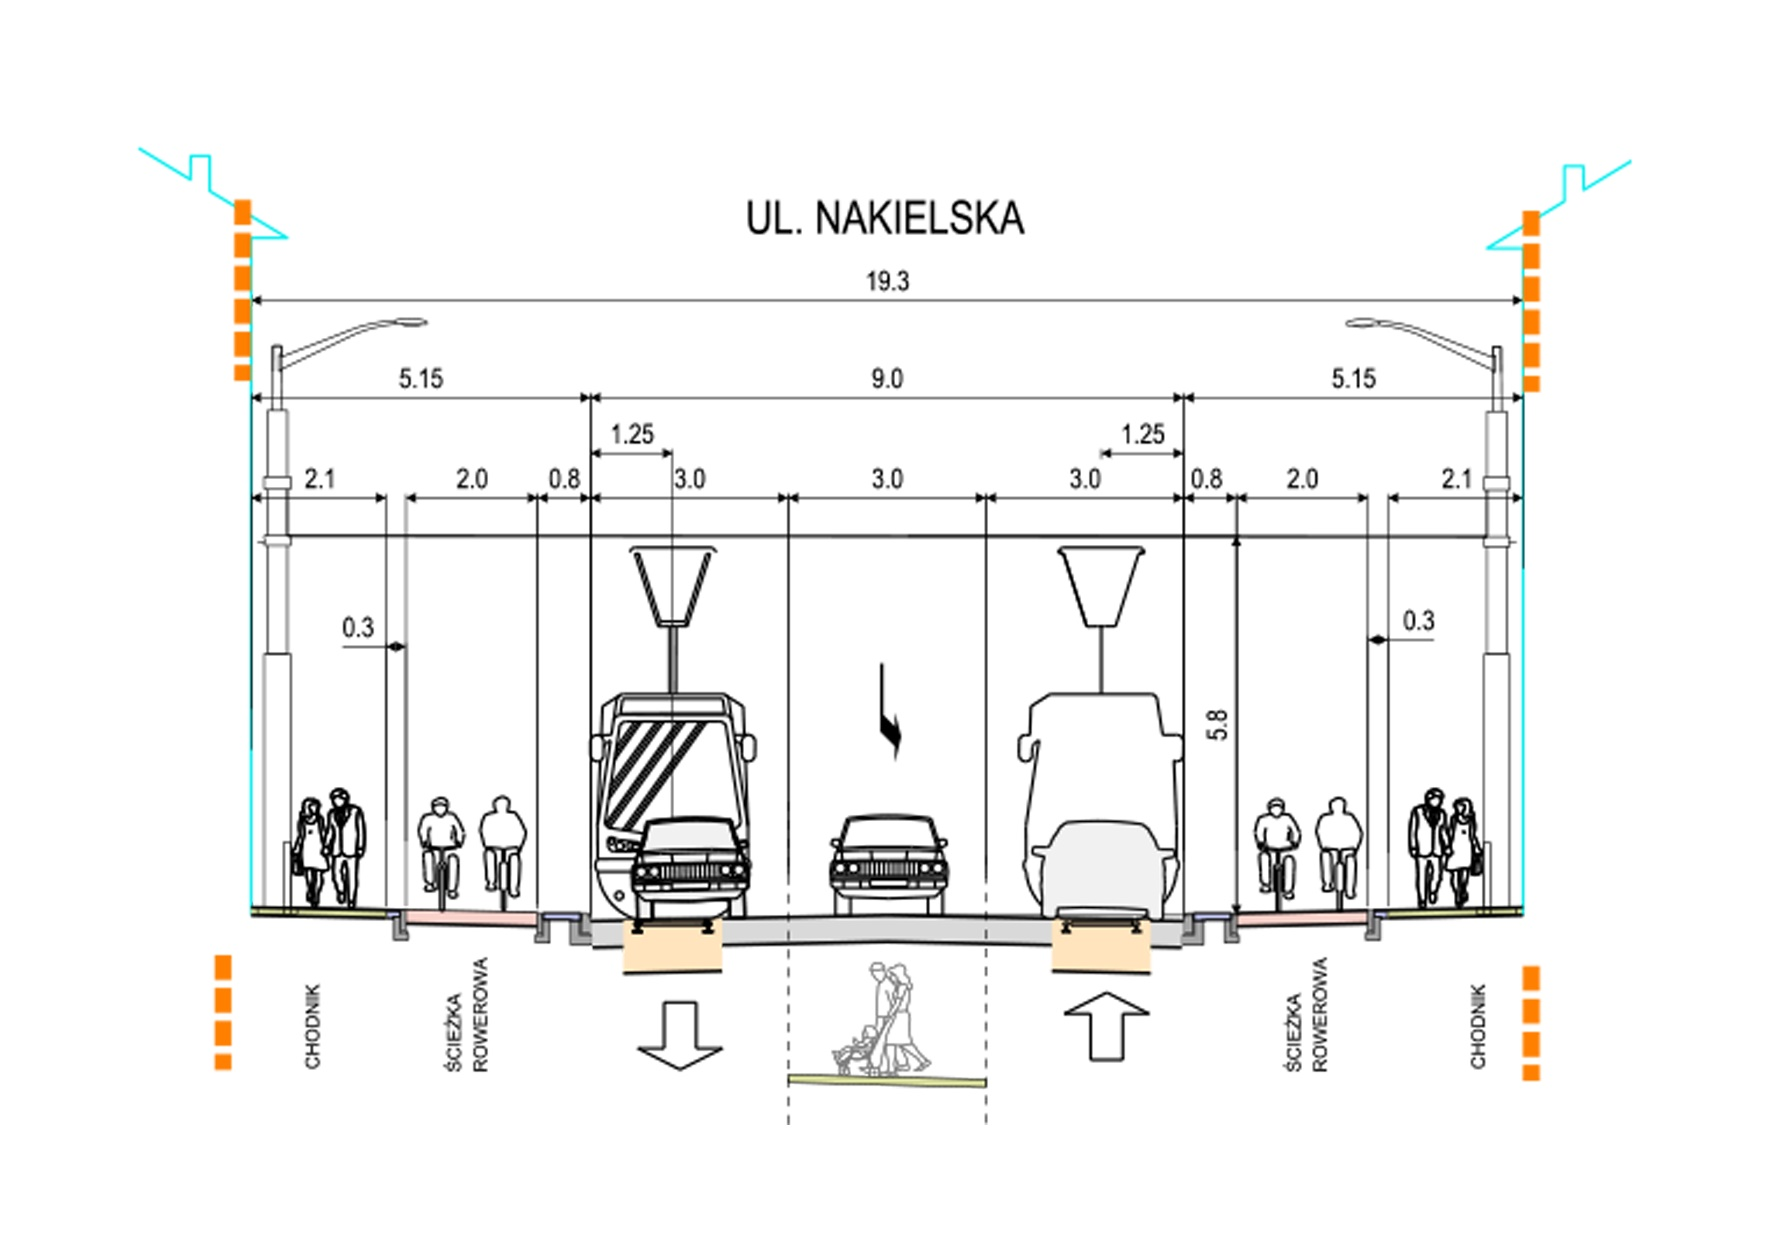 UL. NAKIELSKA
19.3
5.15 9.0 5.15
1.25 1.25
2.1 2.0 0.8 3.0 3.0 3.0 0.8 2.0 2.1
0.3 0.3
5.8
CHODNIK
ŚCIEŻKA
ROWEROWA
ŚCIEŻKA
ROWEROWA
CHODNIK